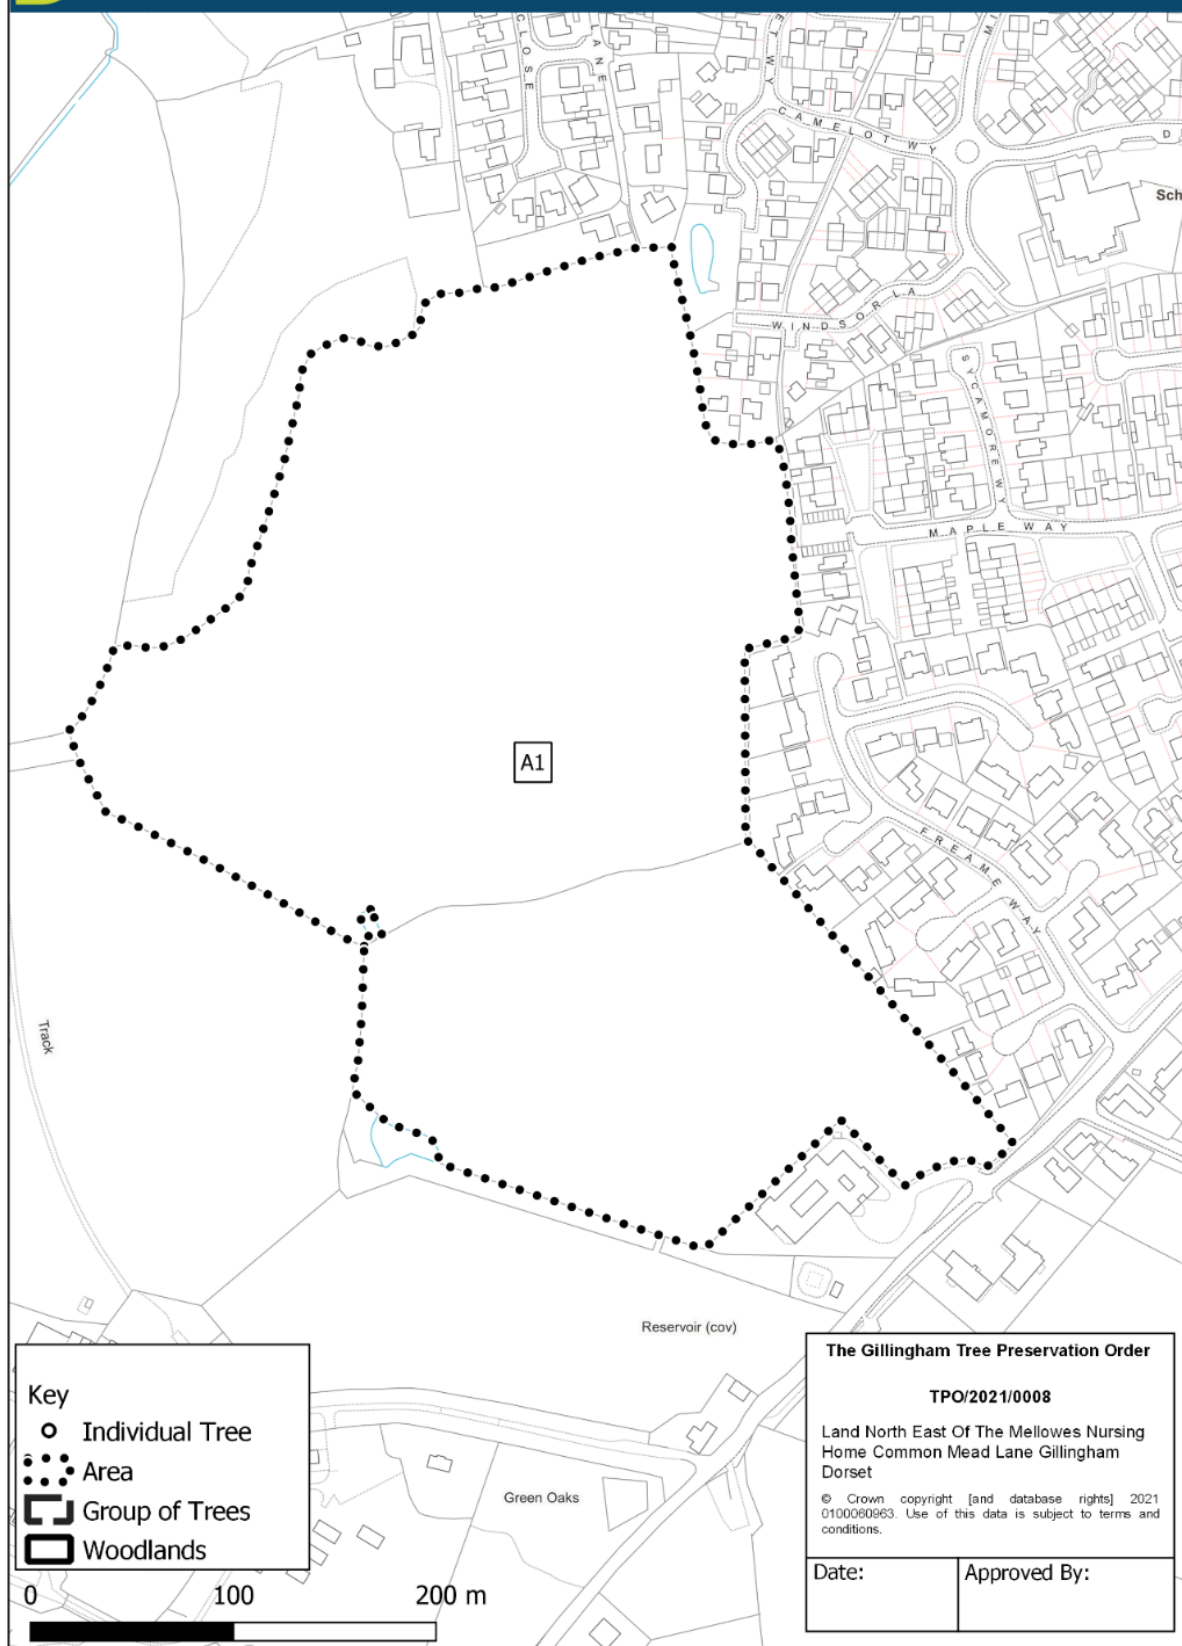 CLOSE
LANE
CAMELOT WY
Sch
WINDSOR LA
SYCAMORE WY
MAPLE WAY
A1
FREAME WAY
Track
Reservoir (cov)
Green Oaks
Key
Individual Tree
Area
Group of Trees
Woodlands
0 100 200 m
The Gillingham Tree Preservation Order
TPO/2021/0008
Land North East Of The Mellowes Nursing
Home Common Mead Lane Gillingham
Dorset
© Crown copyright [and database rights] 2021
0100060963. Use of this data is subject to terms and
conditions.
Date:
Approved By: